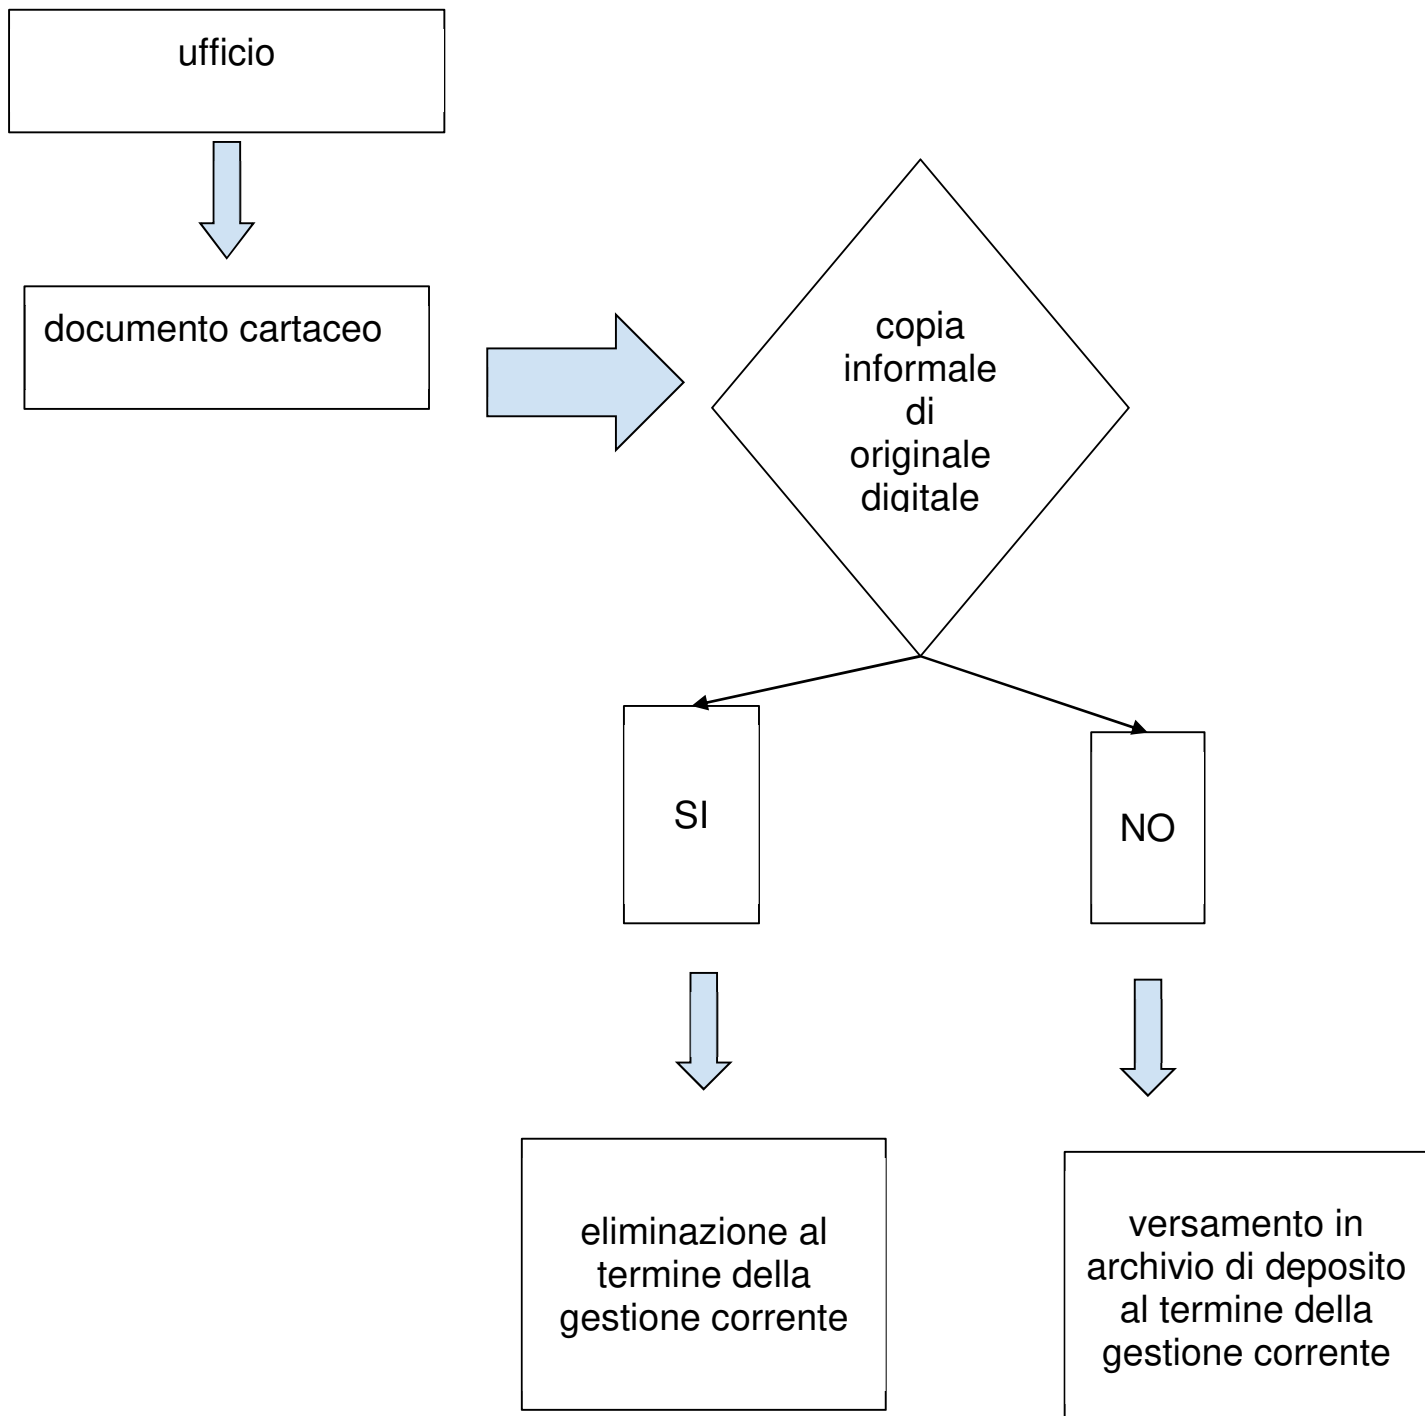 ufficio
documento cartaceo
copia
informale
di
originale
digitale
SI
NO
eliminazione al
termine della
gestione corrente
versamento in
archivio di deposito
al termine della
gestione corrente